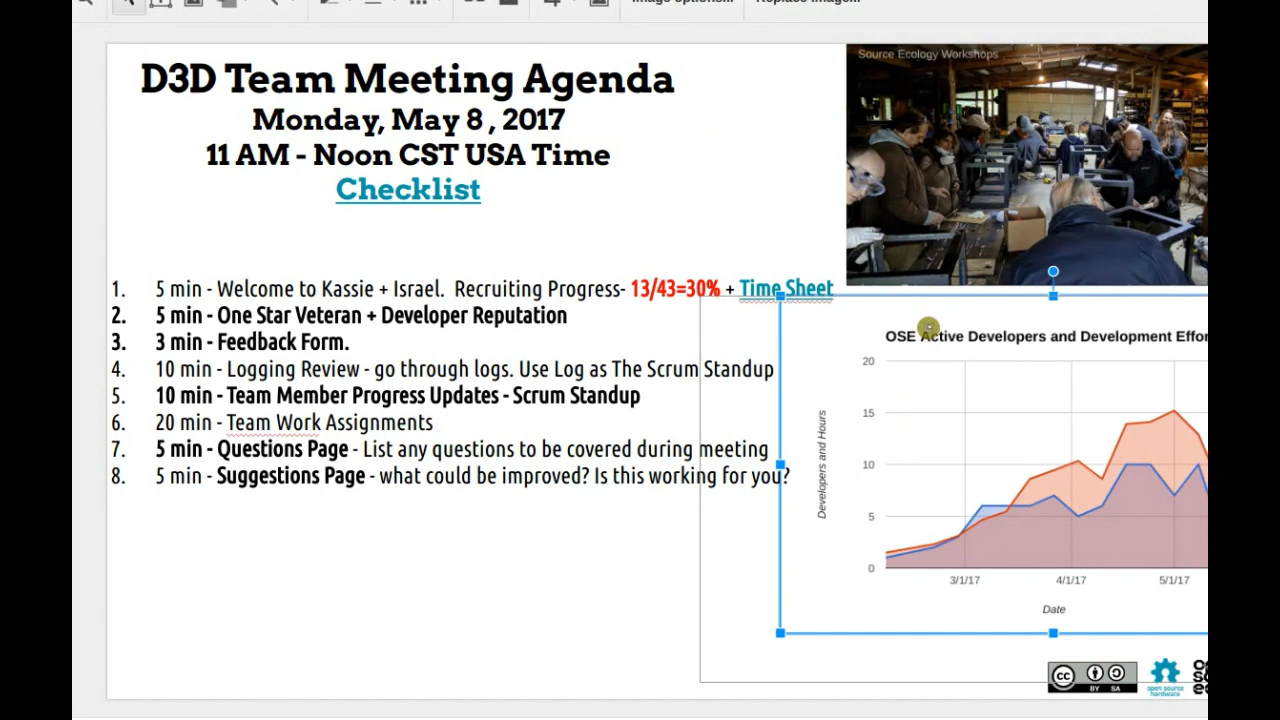 Image options... Replace image...
D3D Team Meeting Agenda
Monday, May 8 , 2017
11 AM - Noon CST USA Time
Checklist
Source Ecology Workshops
1. 5 min - Welcome to Kassie + Israel. Recruiting Progress- 13/43=30% + Time Sheet
2. 5 min - One Star Veteran + Developer Reputation
3. 3 min - Feedback Form.
4. 10 min - Logging Review - go through logs. Use Log as The Scrum Standup
5. 10 min - Team Member Progress Updates - Scrum Standup
6. 20 min - Team Work Assignments
7. 5 min - Questions Page - List any questions to be covered during meeting
8. 5 min - Suggestions Page - what could be improved? Is this working for you?
OSE Active Developers and Development Effor
Developers and Hours
20
15
10
5
0
3/1/17 4/1/17 5/1/17
Date
cc BY SA
open source
hardware